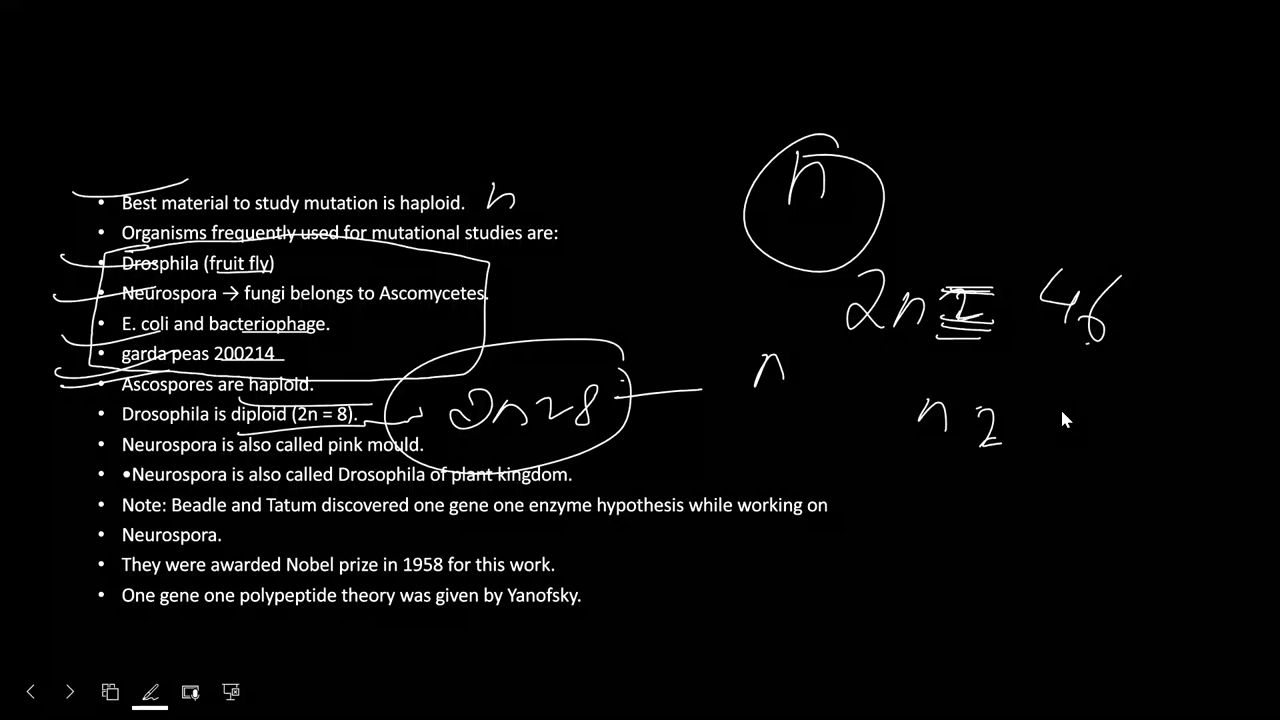 • Best material to study mutation is haploid. n
• Organisms frequently used for mutational studies are:
• Drosphila (fruit fly)
• Neurospora → fungi belongs to Ascomycetes.
• E. coli and bacteriophage.
• garda peas 200214
• Ascospores are haploid.
• Drosophila is diploid (2n = 8).
• Neurospora is also called pink mould.
• •Neurospora is also called Drosophila of plant kingdom.
• Note: Beadle and Tatum discovered one gene one enzyme hypothesis while working on
• Neurospora.
• They were awarded Nobel prize in 1958 for this work.
• One gene one polypeptide theory was given by Yanofsky.
n
2n = 46
2n = 8
n
n =